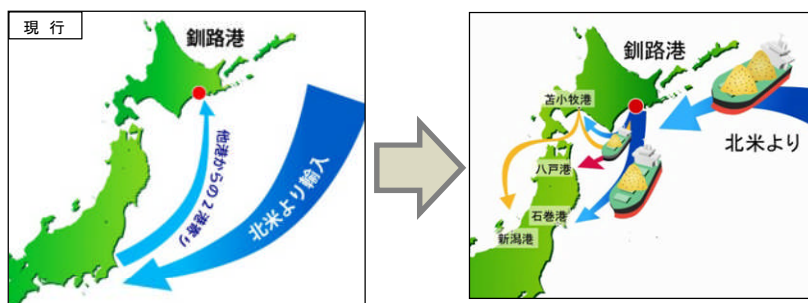 現 行
釧路港
他港からの2港寄り
北米より輸入
釧路港
苫小牧港
北米より
八戸港
石巻港
新潟港